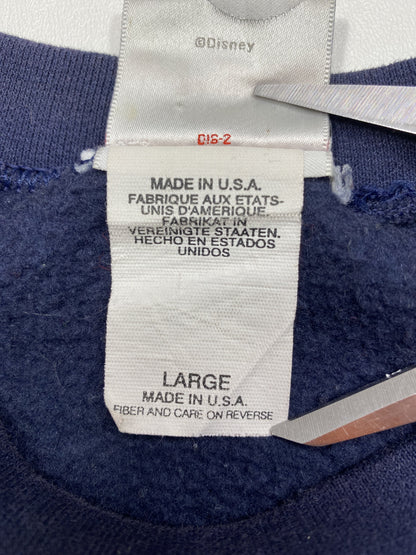 ©Disney
DIS-2
MADE IN U.S.A.
FABRIQUE AUX ETATS-
UNIS D'AMERIQUE.
FABRIKAT IN
VEREINIGTE STAATEN.
HECHO EN ESTADOS
UNIDOS
LARGE
MADE IN U.S.A.
FIBER AND CARE ON REVERSE